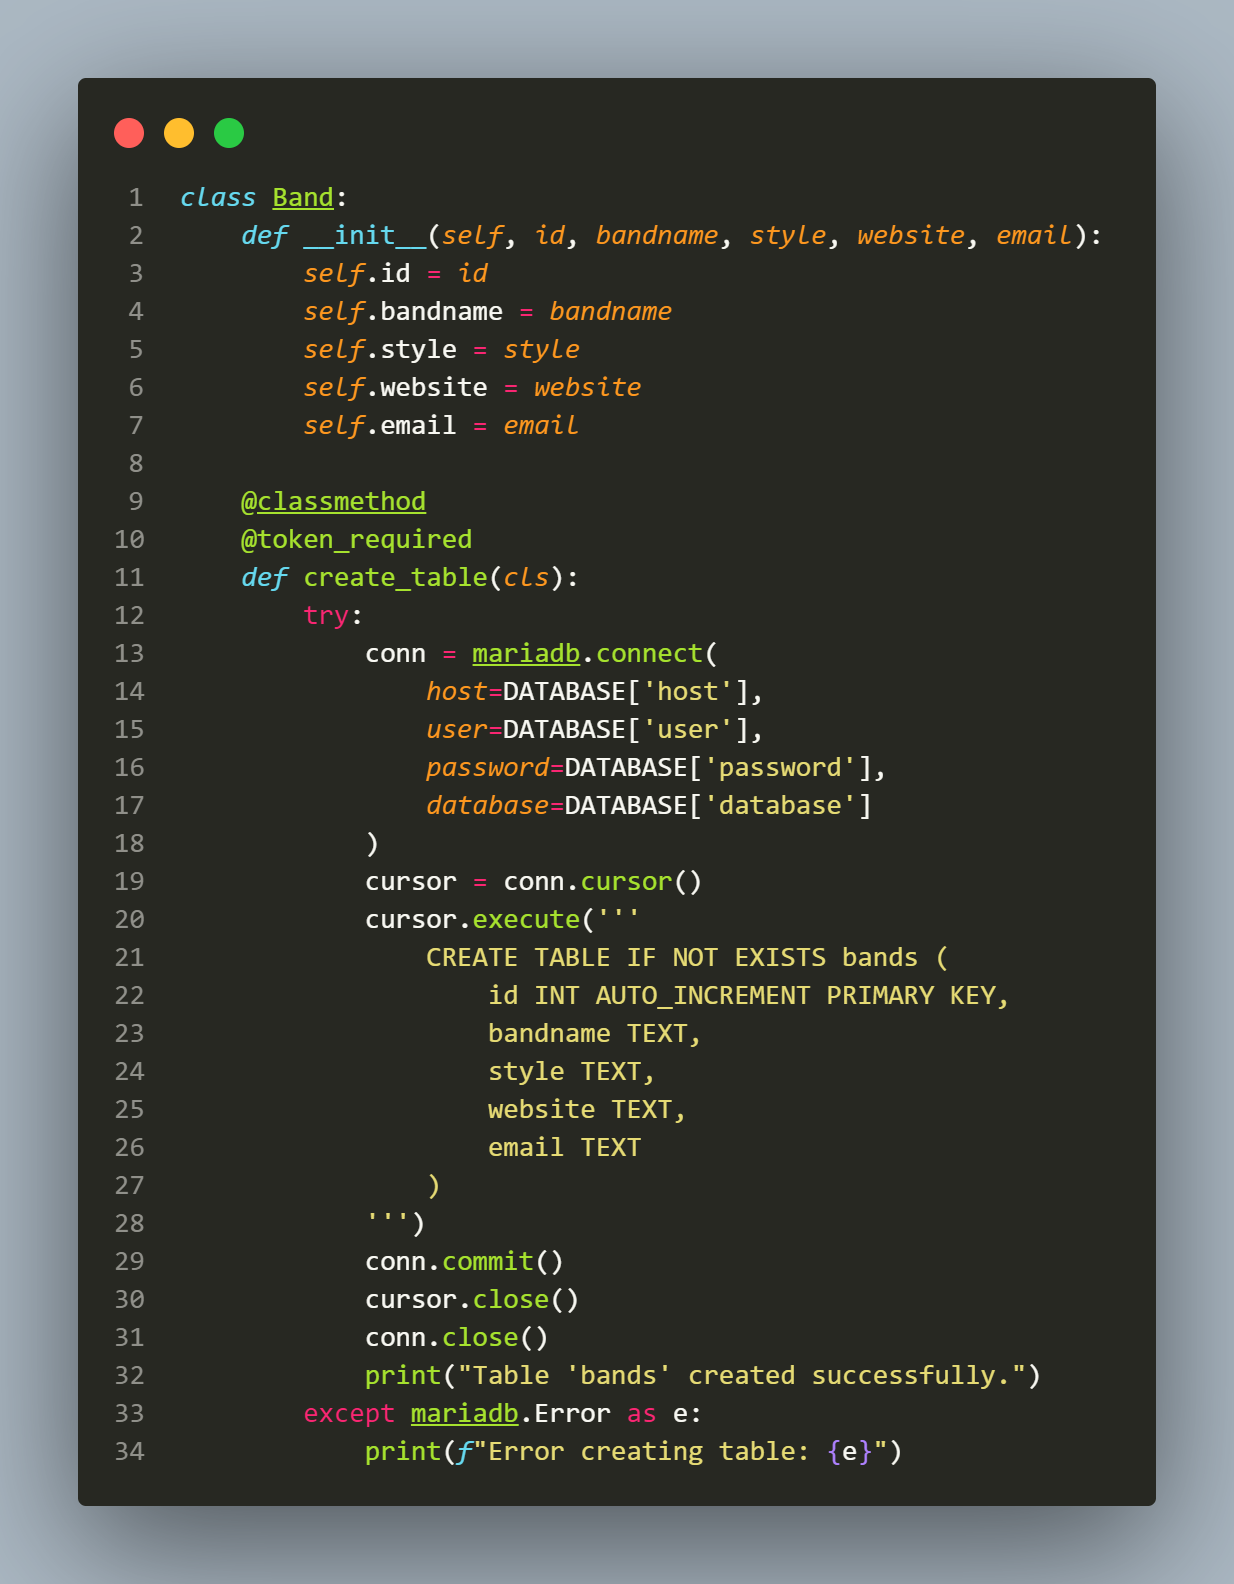 1 class Band:
2     def __init__(self, id, bandname, style, website, email):
3         self.id = id
4         self.bandname = bandname
5         self.style = style
6         self.website = website
7         self.email = email
8
9     @classmethod
10     @token_required
11     def create_table(cls):
12         try:
13             conn = mariadb.connect(
14                 host=DATABASE['host'],
15                 user=DATABASE['user'],
16                 password=DATABASE['password'],
17                 database=DATABASE['database']
18             )
19             cursor = conn.cursor()
20             cursor.execute('''
21                 CREATE TABLE IF NOT EXISTS bands (
22                     id INT AUTO_INCREMENT PRIMARY KEY,
23                     bandname TEXT,
24                     style TEXT,
25                     website TEXT,
26                     email TEXT
27                 )
28             ''')
29             conn.commit()
30             cursor.close()
31             conn.close()
32             print("Table 'bands' created successfully.")
33         except mariadb.Error as e:
34             print(f"Error creating table: {e}")